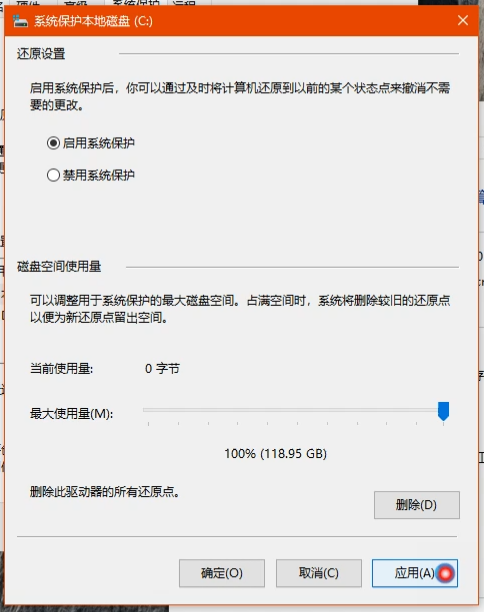 系统保护本地磁盘 (C:)
还原设置
启用系统保护后，你可以通过及时将计算机还原到以前的某个状态点来撤消不需
要的更改。
启用系统保护
禁用系统保护
磁盘空间使用量
可以调整用于系统保护的最大磁盘空间。占满空间时，系统将删除较旧的还原点
以便为新还原点留出空间。
当前使用量:
0 字节
最大使用量(M):
100% (118.95 GB)
删除此驱动器的所有还原点。
删除(D)
确定(O)
取消(C)
应用(A)